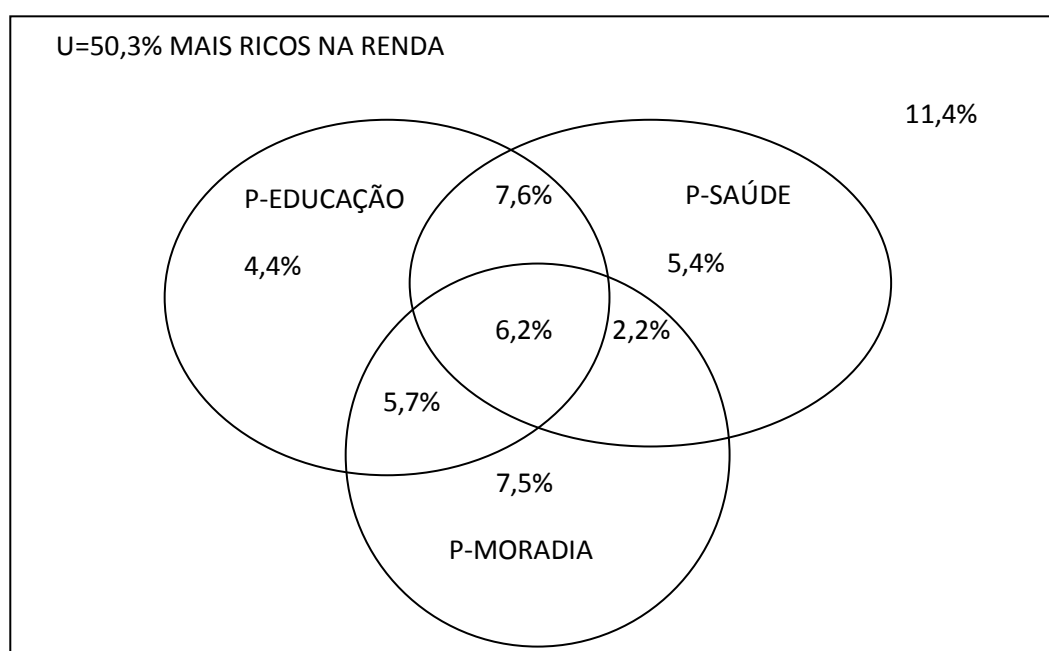 U=50,3% MAIS RICOS NA RENDA
11,4%
P-EDUCAÇÃO
7,6%
P-SAÚDE
4,4%
5,4%
6,2%
2,2%
5,7%
7,5%
P-MORADIA